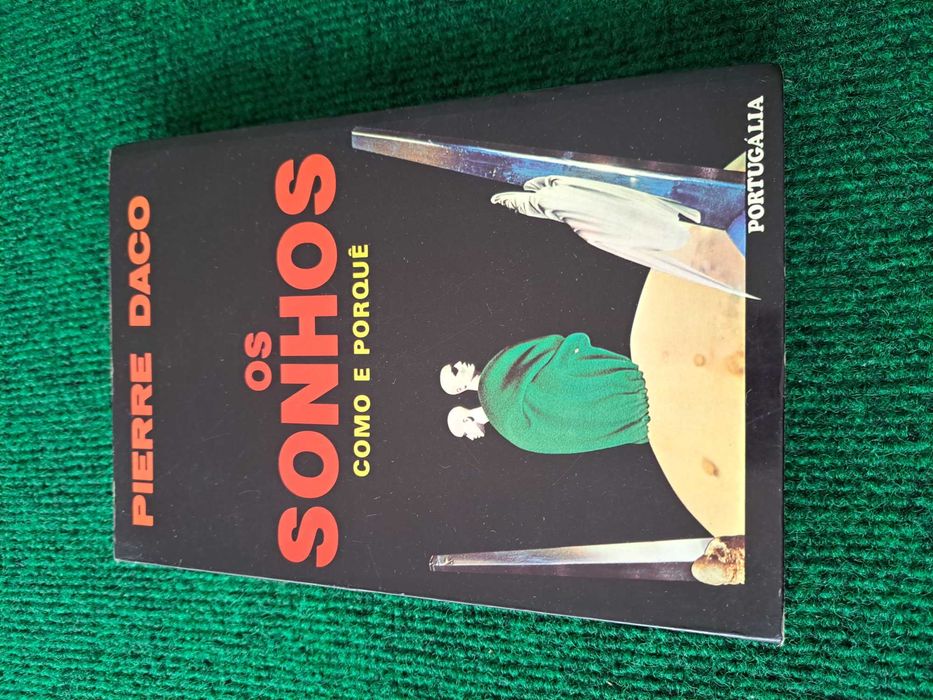 PIERRE DACO
OS
SONHOS
COMO E PORQUÊ
PORTUGÁLIA